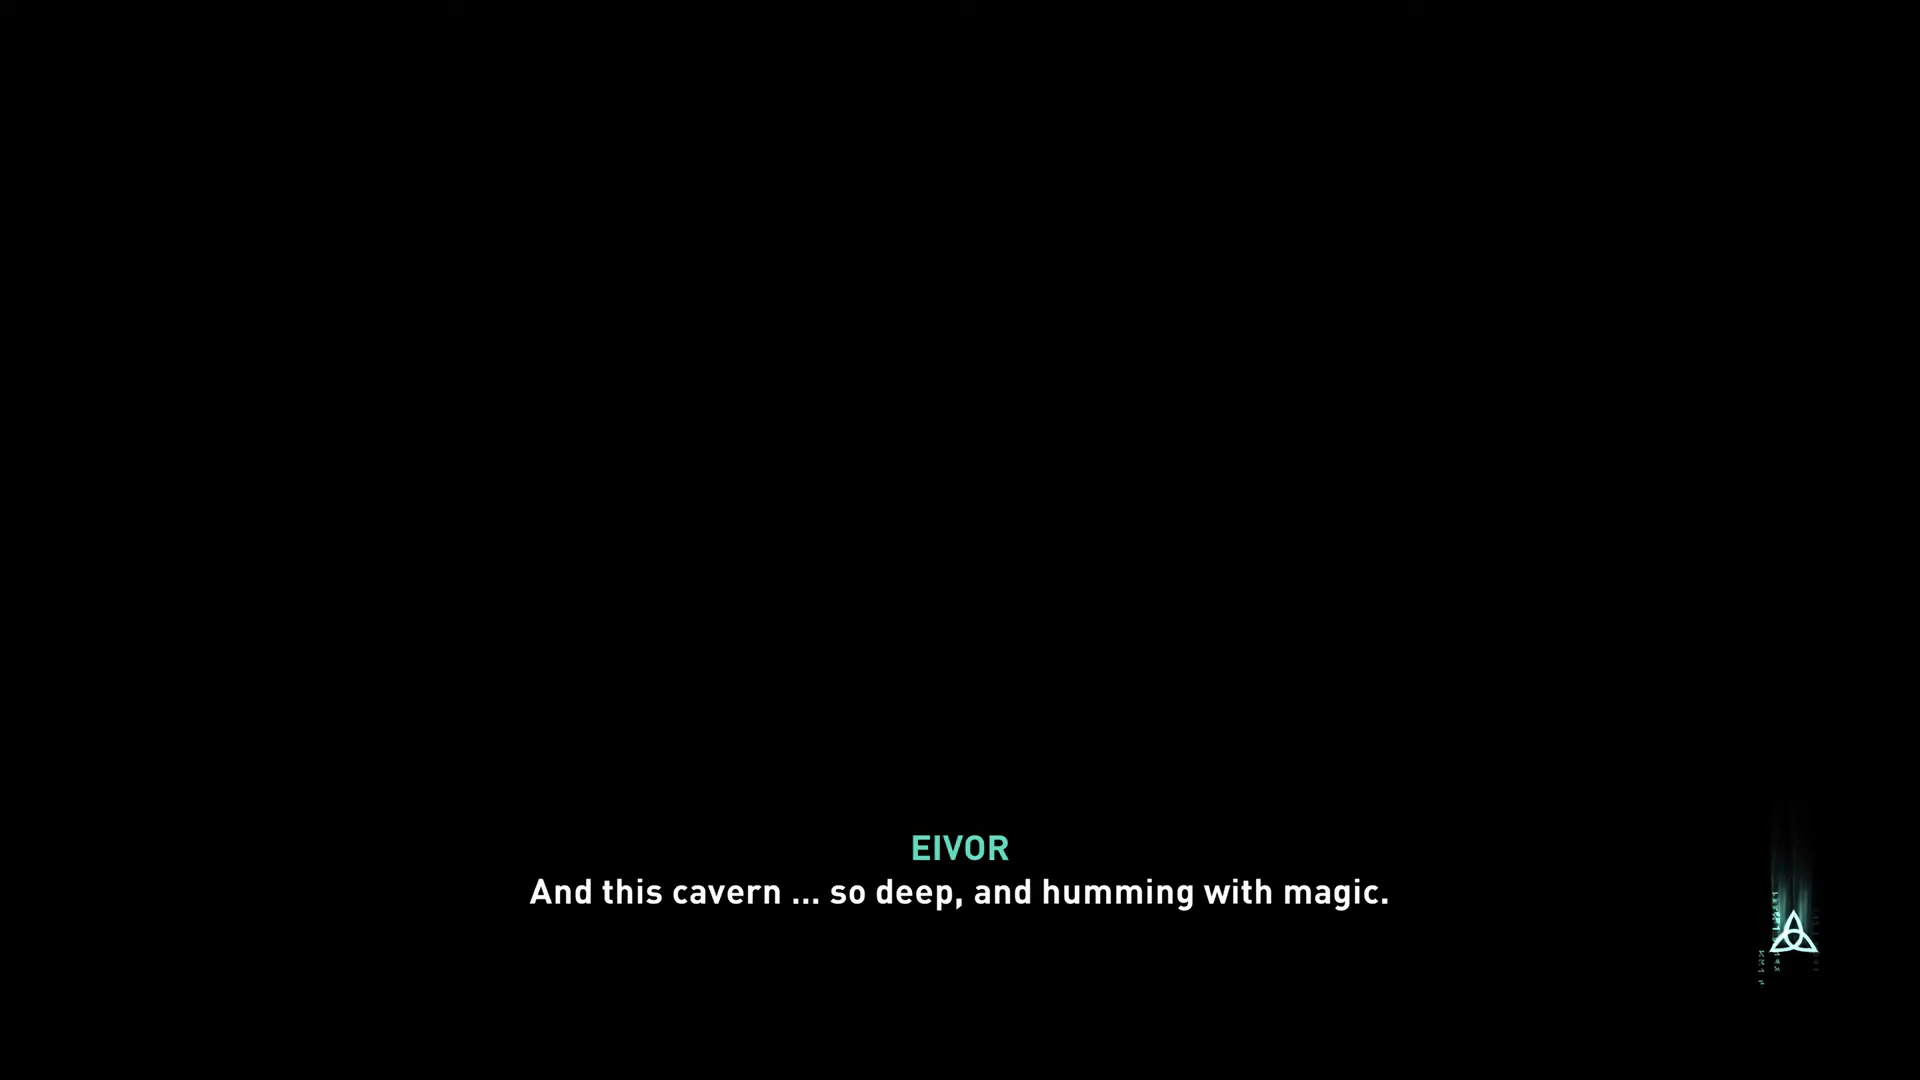 EIVOR
And this cavern ... so deep, and humming with magic.